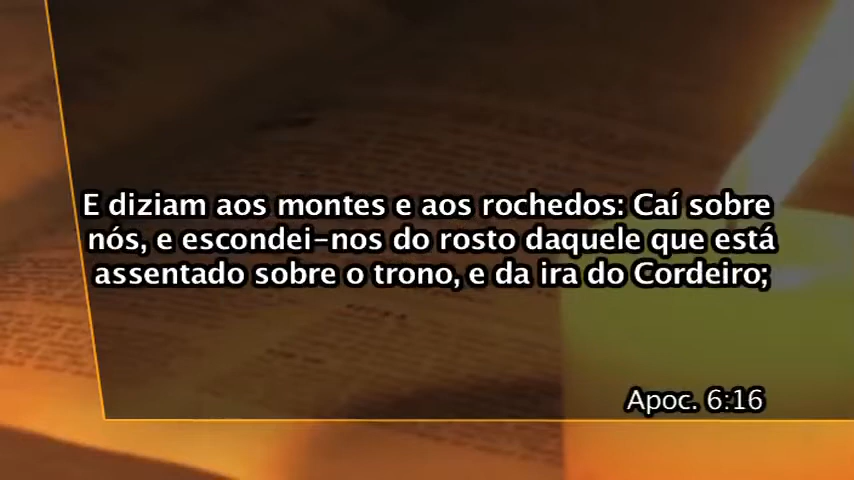 E diziam aos montes e aos rochedos: Caí sobre
nós, e escondei-nos do rosto daquele que está
assentado sobre o trono, e da ira do Cordeiro;
Apoc. 6:16